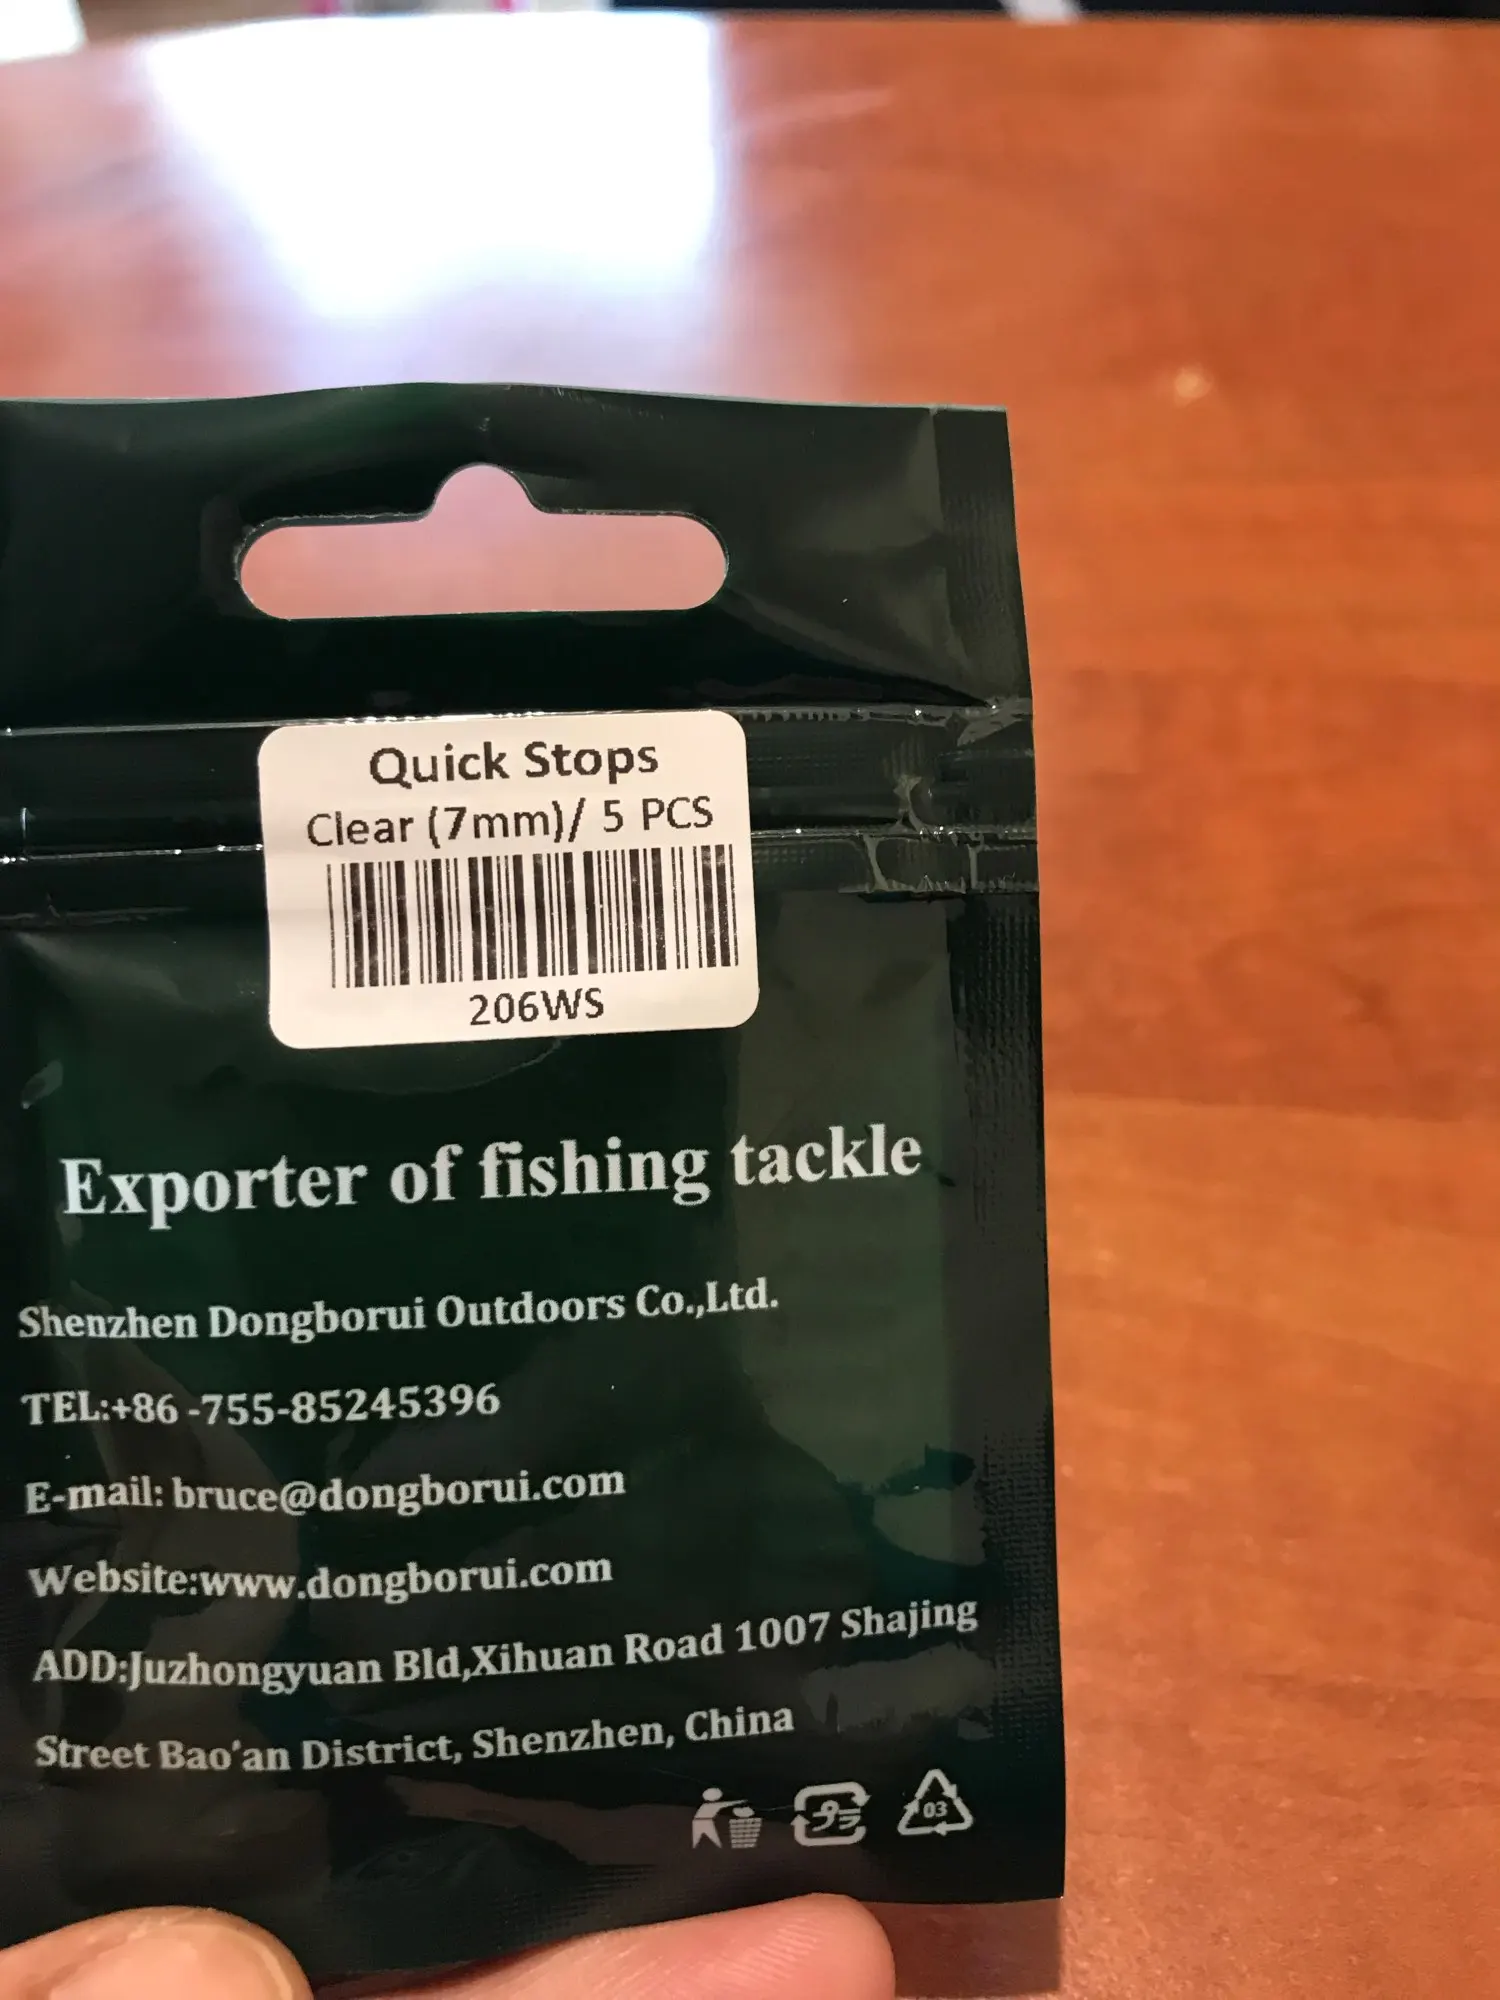 Quick Stops
Clear (7mm)/ 5 PCS
206WS
Exporter of fishing tackle
Shenzhen Dongborui Outdoors Co.,Ltd.
TEL:+86 -755-85245396
E-mail: bruce@dongborui.com
Website:www.dongborui.com
ADD:Juzhongyuan Bld,Xihuan Road 1007 Shajing
Street Bao’an District, Shenzhen, China
プラ 03